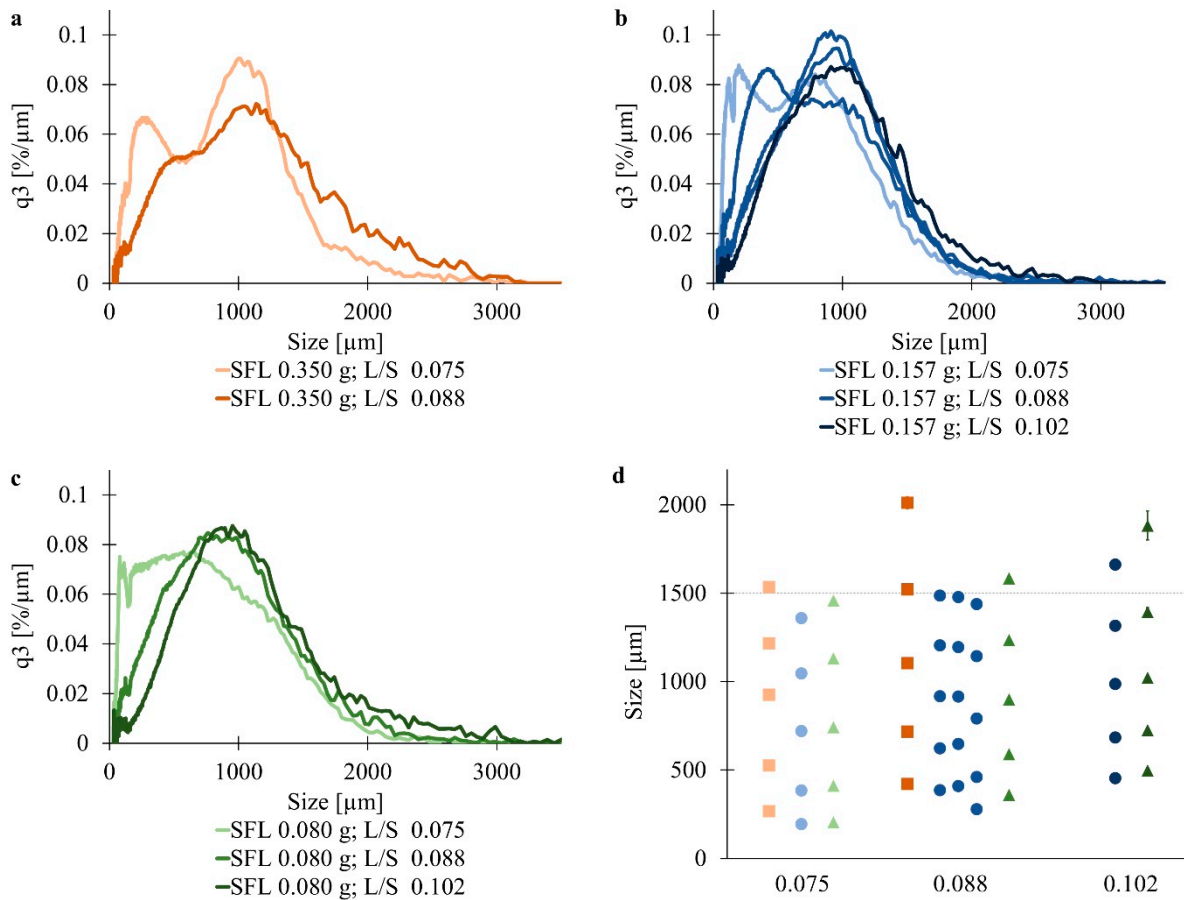 a
0.1
0.08
0.06
0.04
0.02
0
q3 [%/µm]
0 1000 2000 3000
Size [µm]
SFL 0.350 g; L/S 0.075
SFL 0.350 g; L/S 0.088
b
0.1
0.08
0.06
0.04
0.02
0
q3 [%/µm]
0 1000 2000 3000
Size [µm]
SFL 0.157 g; L/S 0.075
SFL 0.157 g; L/S 0.088
SFL 0.157 g; L/S 0.102
c
0.1
0.08
0.06
0.04
0.02
0
q3 [%/µm]
0 1000 2000 3000
Size [µm]
SFL 0.080 g; L/S 0.075
SFL 0.080 g; L/S 0.088
SFL 0.080 g; L/S 0.102
d
2000
1500
1000
500
0
Size [µm]
0.075 0.088 0.102